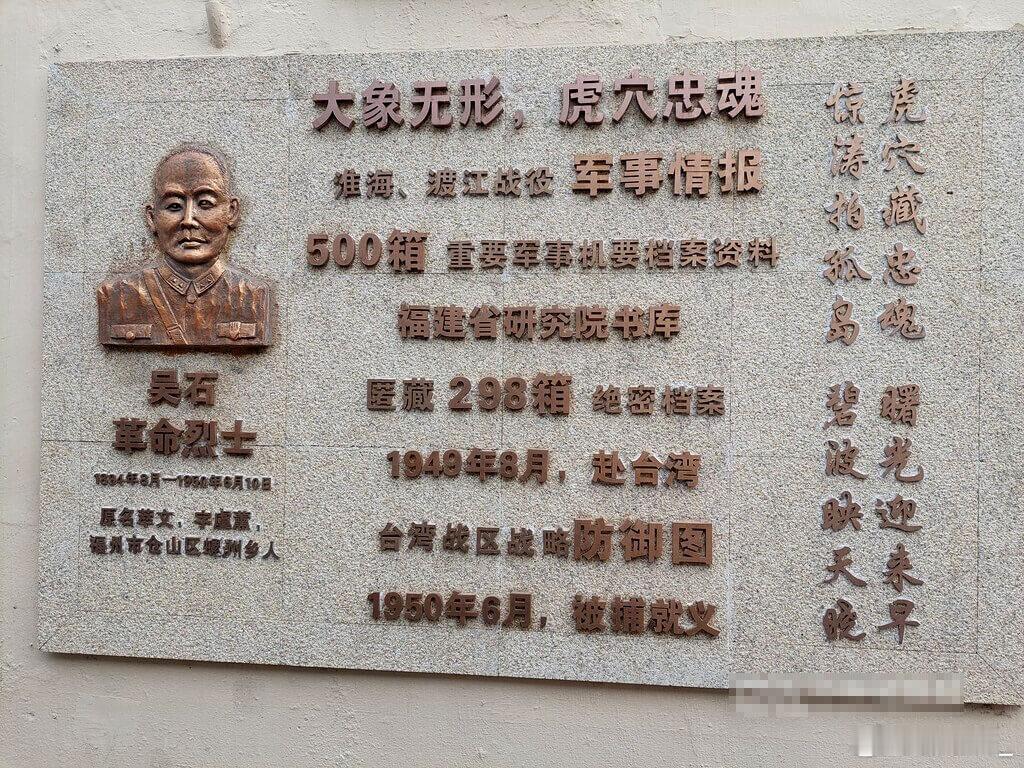 大象无形，虎穴忠魂
淮海、渡江战役 军事情报
500箱 重要军事机要档案资料
福建省研究院书库
匿藏 298箱 绝密档案
1949年8月，赴台湾
台湾战区战略防御图
1950年6月，被捕就义
吴石
革命烈士
1894年8月—1950年6月10日
原名萃文，字虞薰，
福州市仓山区螺洲乡人
虎穴藏忠魂 曙光迎来早
惊涛拍孤岛 碧波映天晓